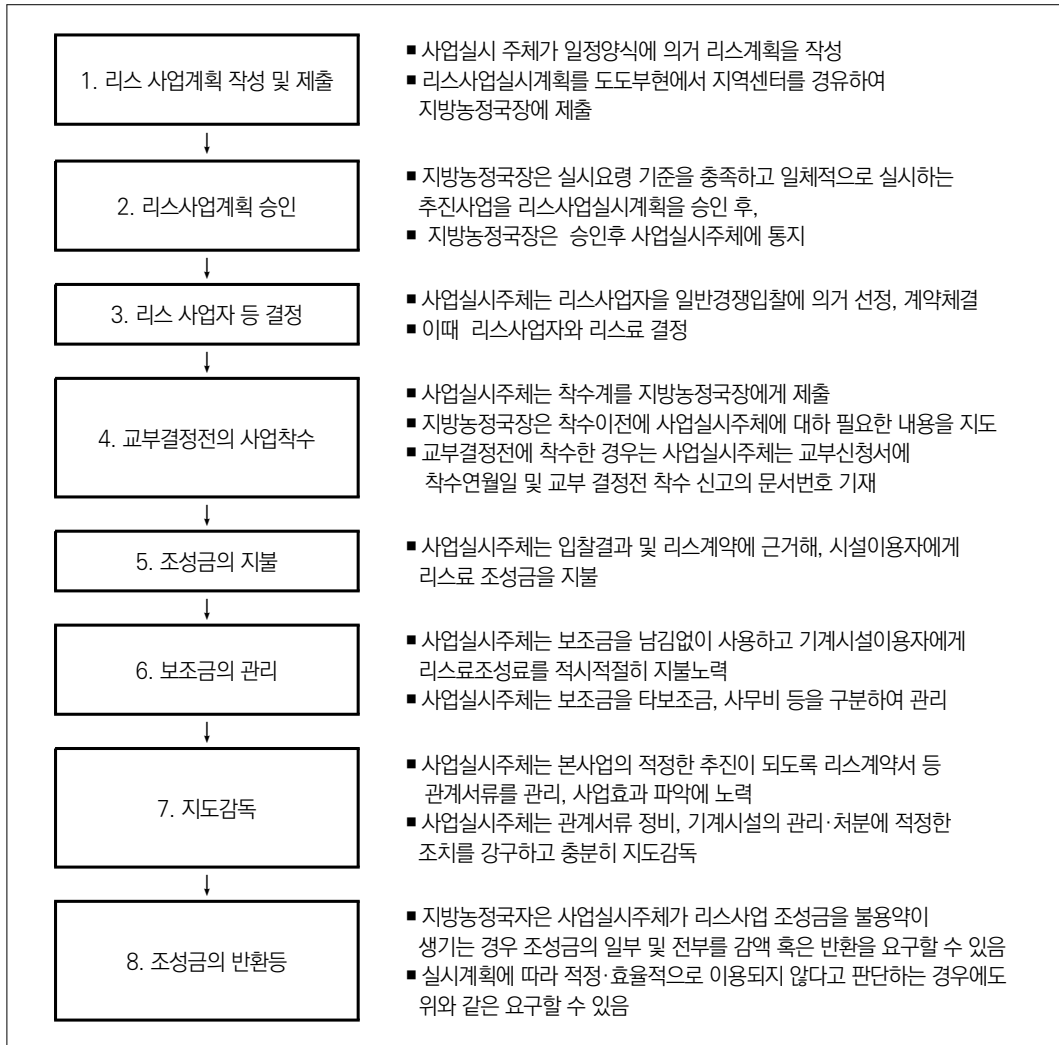 1. 리스 사업계획 작성 및 제출
■ 사업실시 주체가 일정양식에 의거 리스계획을 작성
■ 리스사업실시계획를 도도부현에서 지역센터를 경유하여
지방농정국장에 제출
↓
2. 리스사업계획 승인
■ 지방농정국장은 실시요령 기준을 충족하고 일체적으로 실시하는
추진사업을 리스사업실시계획을 승인 후,
■ 지방농정국장은 승인후 사업실시주체에 통지
↓
3. 리스 사업자 등 결정
■ 사업실시주체는 리스사업자을 일반경쟁입찰에 의거 선정, 계약체결
■ 이때 리스사업자와 리스료 결정
↓
4. 교부결정전의 사업착수
■ 사업실시주체는 착수계를 지방농정국장에게 제출
■ 지방농정국장은 착수이전에 사업실시주체에 대하 필요한 내용을 지도
■ 교부결정전에 착수한 경우는 사업실시주체는 교부신청서에
착수연월일 및 교부 결정전 착수 신고의 문서번호 기재
↓
5. 조성금의 지불
■ 사업실시주체는 입찰결과 및 리스계약에 근거해, 시설이용자에게
리스료 조성금을 지불
↓
6. 보조금의 관리
■ 사업실시주체는 보조금을 남김없이 사용하고 기계시설이용자에게
리스료조성료를 적시적절히 지불노력
■ 사업실시주체는 보조금을 타보조금, 사무비 등을 구분하여 관리
↓
7. 지도감독
■ 사업실시주체는 본사업의 적정한 추진이 되도록 리스계약서 등
관계서류를 관리, 사업효과 파악에 노력
■ 사업실시주체는 관계서류 정비, 기계시설의 관리·처분에 적정한
조치를 강구하고 충분히 지도감독
↓
8. 조성금의 반환등
■ 지방농정국자은 사업실시주체가 리스사업 조성금을 불용약이
생기는 경우 조성금의 일부 및 전부를 감액 혹은 반환을 요구할 수 있음
■ 실시계획에 따라 적정·효율적으로 이용되지 않다고 판단하는 경우에도
위와 같은 요구할 수 있음